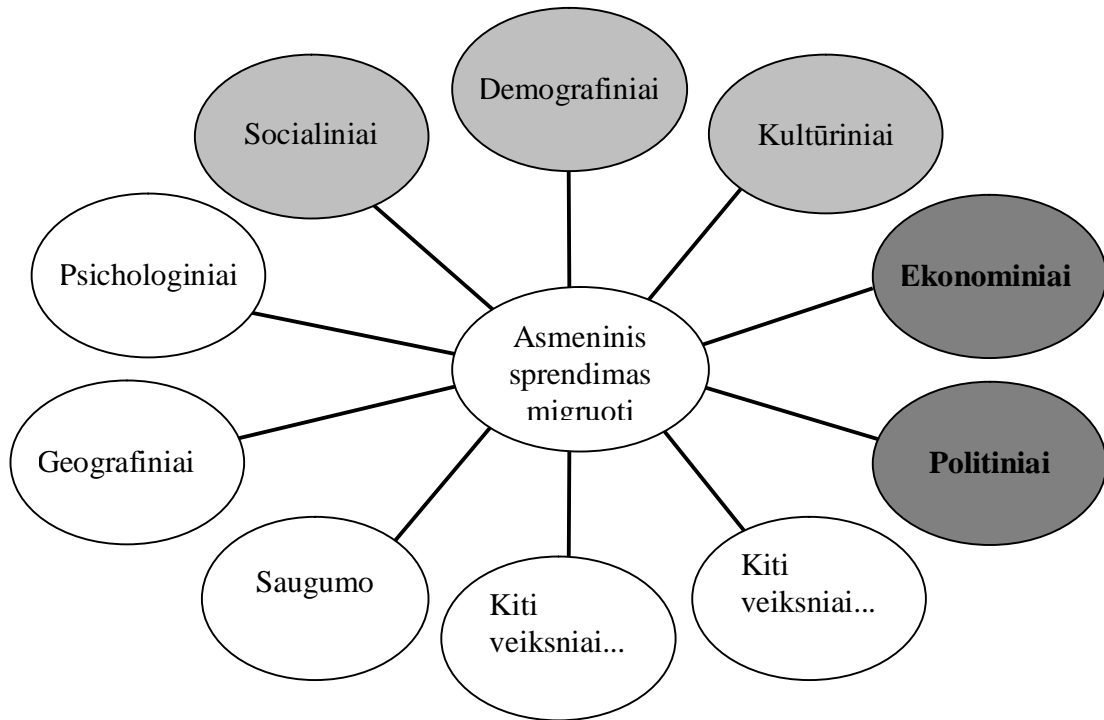 Demografiniai
Socialiniai
Kultūriniai
Psichologiniai
Ekonominiai
Asmeninis
sprendimas
migruoti
Geografiniai
Politiniai
Saugumo
Kiti
veiksniai...
Kiti
veiksniai...